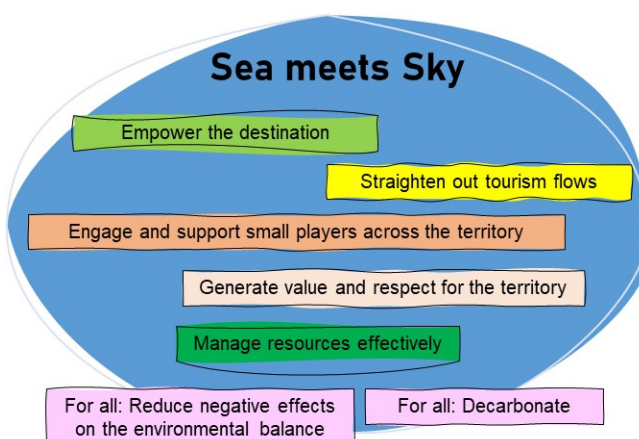 Sea meets Sky
Empower the destination
Straighten out tourism flows
Engage and support small players across the territory
Generate value and respect for the territory
Manage resources effectively
For all: Reduce negative effects
on the environmental balance
For all: Decarbonate